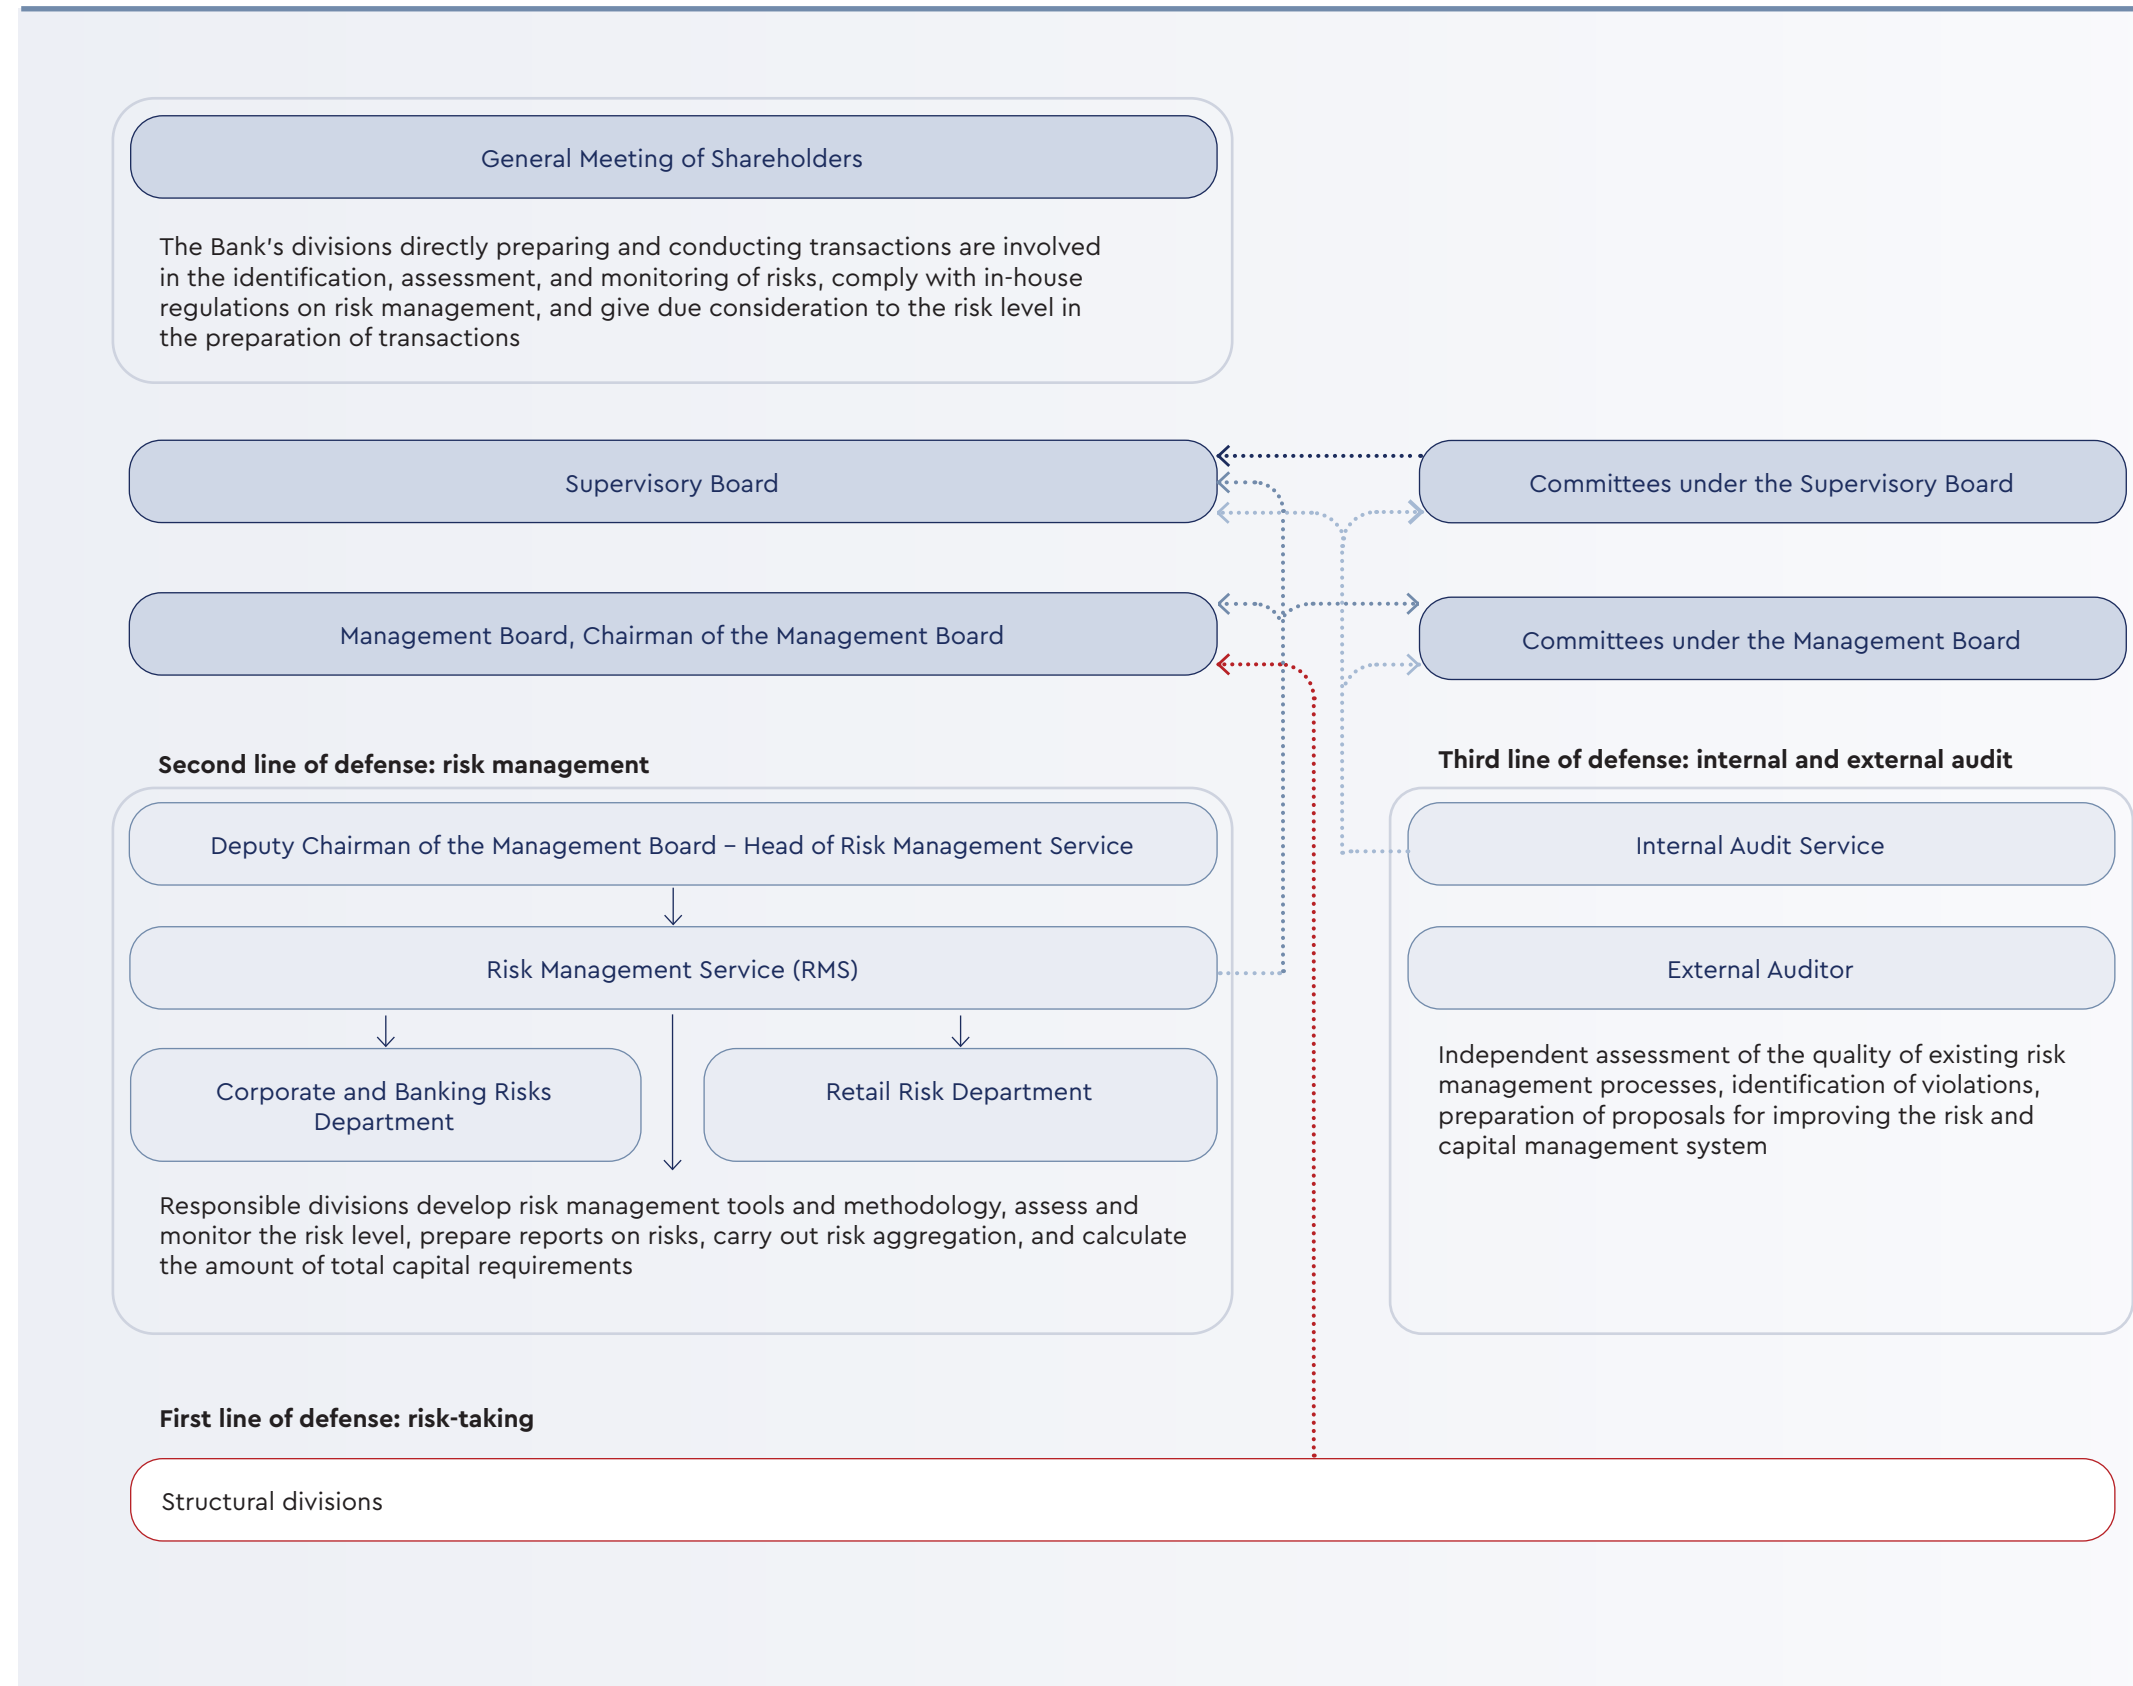 General Meeting of Shareholders
The Bank's divisions directly preparing and conducting transactions are involved
in the identification, assessment, and monitoring of risks, comply with in-house
regulations on risk management, and give due consideration to the risk level in
the preparation of transactions
Supervisory Board
Committees under the Supervisory Board
Management Board, Chairman of the Management Board
Committees under the Management Board
Second line of defense: risk management
Deputy Chairman of the Management Board – Head of Risk Management Service
Risk Management Service (RMS)
Corporate and Banking Risks
Department
Retail Risk Department
Responsible divisions develop risk management tools and methodology, assess and
monitor the risk level, prepare reports on risks, carry out risk aggregation, and calculate
the amount of total capital requirements
Third line of defense: internal and external audit
Internal Audit Service
External Auditor
Independent assessment of the quality of existing risk
management processes, identification of violations,
preparation of proposals for improving the risk and
capital management system
First line of defense: risk-taking
Structural divisions